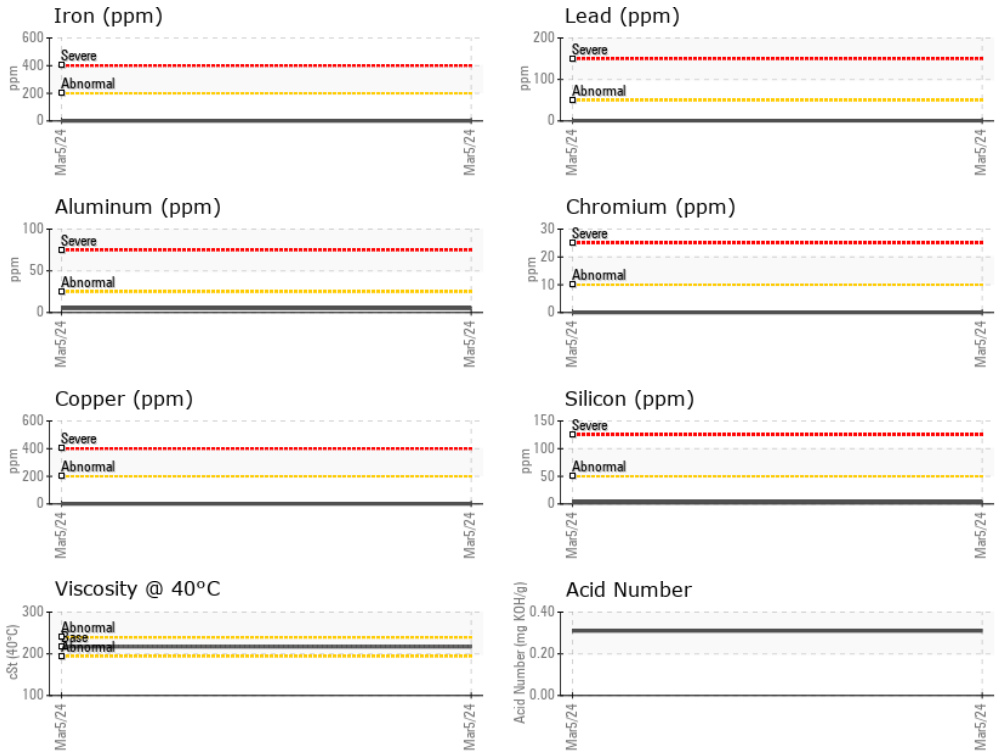 Iron (ppm)
600
400
200
0
ppm
Severe
Abnormal
Mar5/24
Mar5/24
Lead (ppm)
200
100
0
ppm
Severe
Abnormal
Mar5/24
Mar5/24
Aluminum (ppm)
100
50
0
ppm
Severe
Abnormal
Mar5/24
Mar5/24
Chromium (ppm)
30
20
10
0
ppm
Severe
Abnormal
Mar5/24
Mar5/24
Copper (ppm)
600
400
200
0
ppm
Severe
Abnormal
Mar5/24
Mar5/24
Silicon (ppm)
150
100
50
0
ppm
Severe
Abnormal
Mar5/24
Mar5/24
Viscosity @ 40°C
300
200
100
cSt (40°C)
Abnormal
Base
Abnormal
Mar5/24
Mar5/24
Acid Number
0.40
0.20
0.00
Acid Number (mg KOH/g)
Mar5/24
Mar5/24